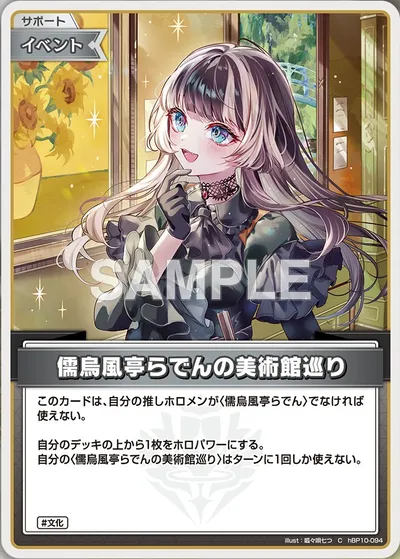 サポート
イベント
SAMPLE
儒烏風亭らでんの美術館巡り
このカードは、自分の推しホロメンが〈儒烏風亭らでん〉でなければ
使えない。
自分のデッキの上から1枚をホロパワーにする。
自分の〈儒烏風亭らでんの美術館巡り〉はターンに1回しか使えない。
#文化
C hBP10-094